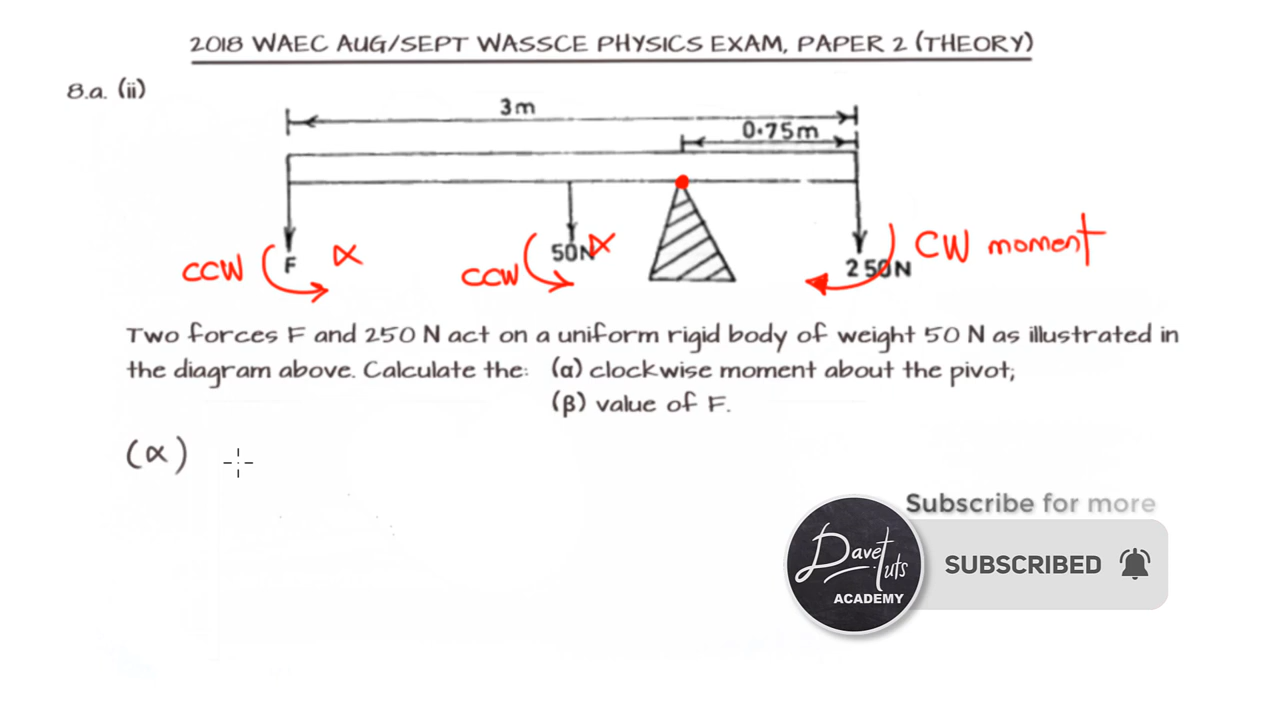 2018 WAEC AUG/SEPT WASSCE PHYSICS EXAM, PAPER 2 (THEORY)
8.a. (ii)
3m
0.75m
CCW F ∝
CCW 50N ∝
250N CW moment
Two forces F and 250 N act on a uniform rigid body of weight 50 N as illustrated in
the diagram above. Calculate the: (α) clockwise moment about the pivot;
(β) value of F.
(∝)
Subscribe for more
DaveTuts
ACADEMY
SUBSCRIBED